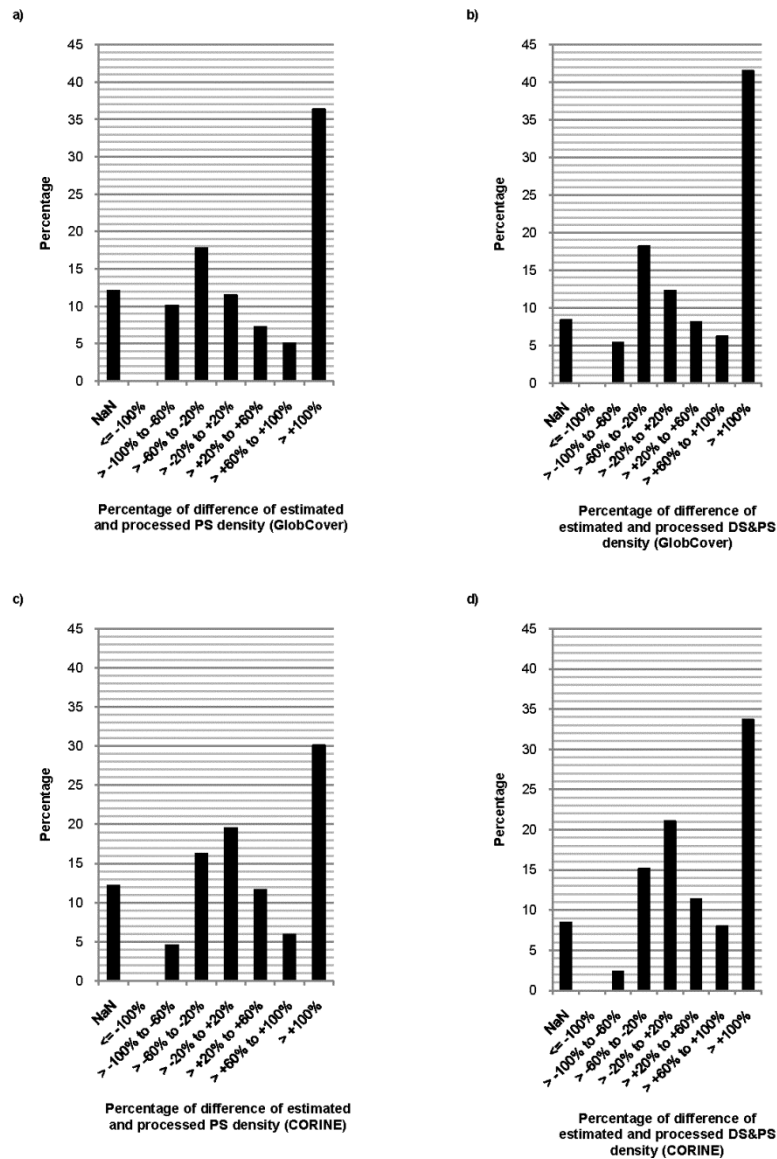 a)
45
40
35
30
25
20
15
10
5
0
Percentage
NaN
<= -100%
> -100% to -60%
> -60% to -20%
> -20% to +20%
> +20% to +60%
> +60% to +100%
> +100%
Percentage of difference of estimated
and processed PS density (GlobCover)
b)
45
40
35
30
25
20
15
10
5
0
Percentage
NaN
<= -100%
> -100% to -60%
> -60% to -20%
> -20% to +20%
> +20% to +60%
> +60% to +100%
> +100%
Percentage of difference of
estimated and processed DS&PS
density (GlobCover)
c)
45
40
35
30
25
20
15
10
5
0
Percentage
NaN
<= -100%
> -100% to -60%
> -60% to -20%
> -20% to +20%
> +20% to +60%
> +60% to +100%
> +100%
Percentage of difference of estimated
and processed PS density (CORINE)
d)
45
40
35
30
25
20
15
10
5
0
Percentage
NaN
<= -100%
> -100% to -60%
> -60% to -20%
> -20% to +20%
> +20% to +60%
> +60% to +100%
> +100%
Percentage of difference of
estimated and processed DS&PS
density (CORINE)